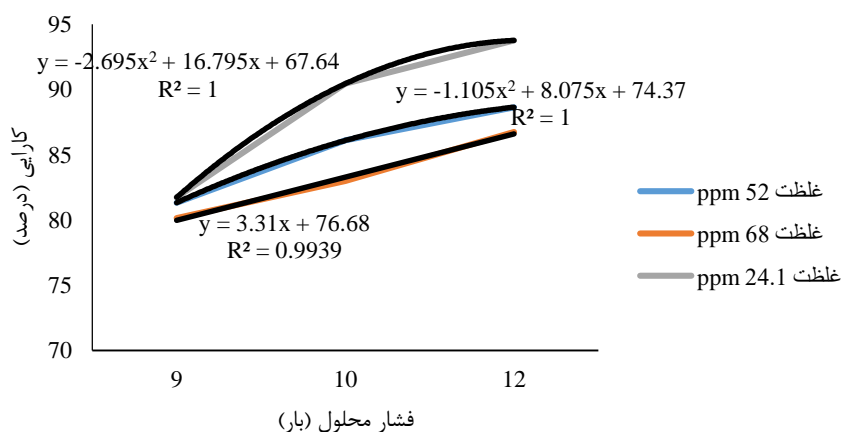 95
90
85
80
75
70
کارایی (درصد)
y = -2.695x² + 16.795x + 67.64
R² = 1
y = -1.105x² + 8.075x + 74.37
R² = 1
y = 3.31x + 76.68
R² = 0.9939
9 10 12
فشار محلول (بار)
غلظت 52 ppm
غلظت 68 ppm
غلظت 24.1 ppm